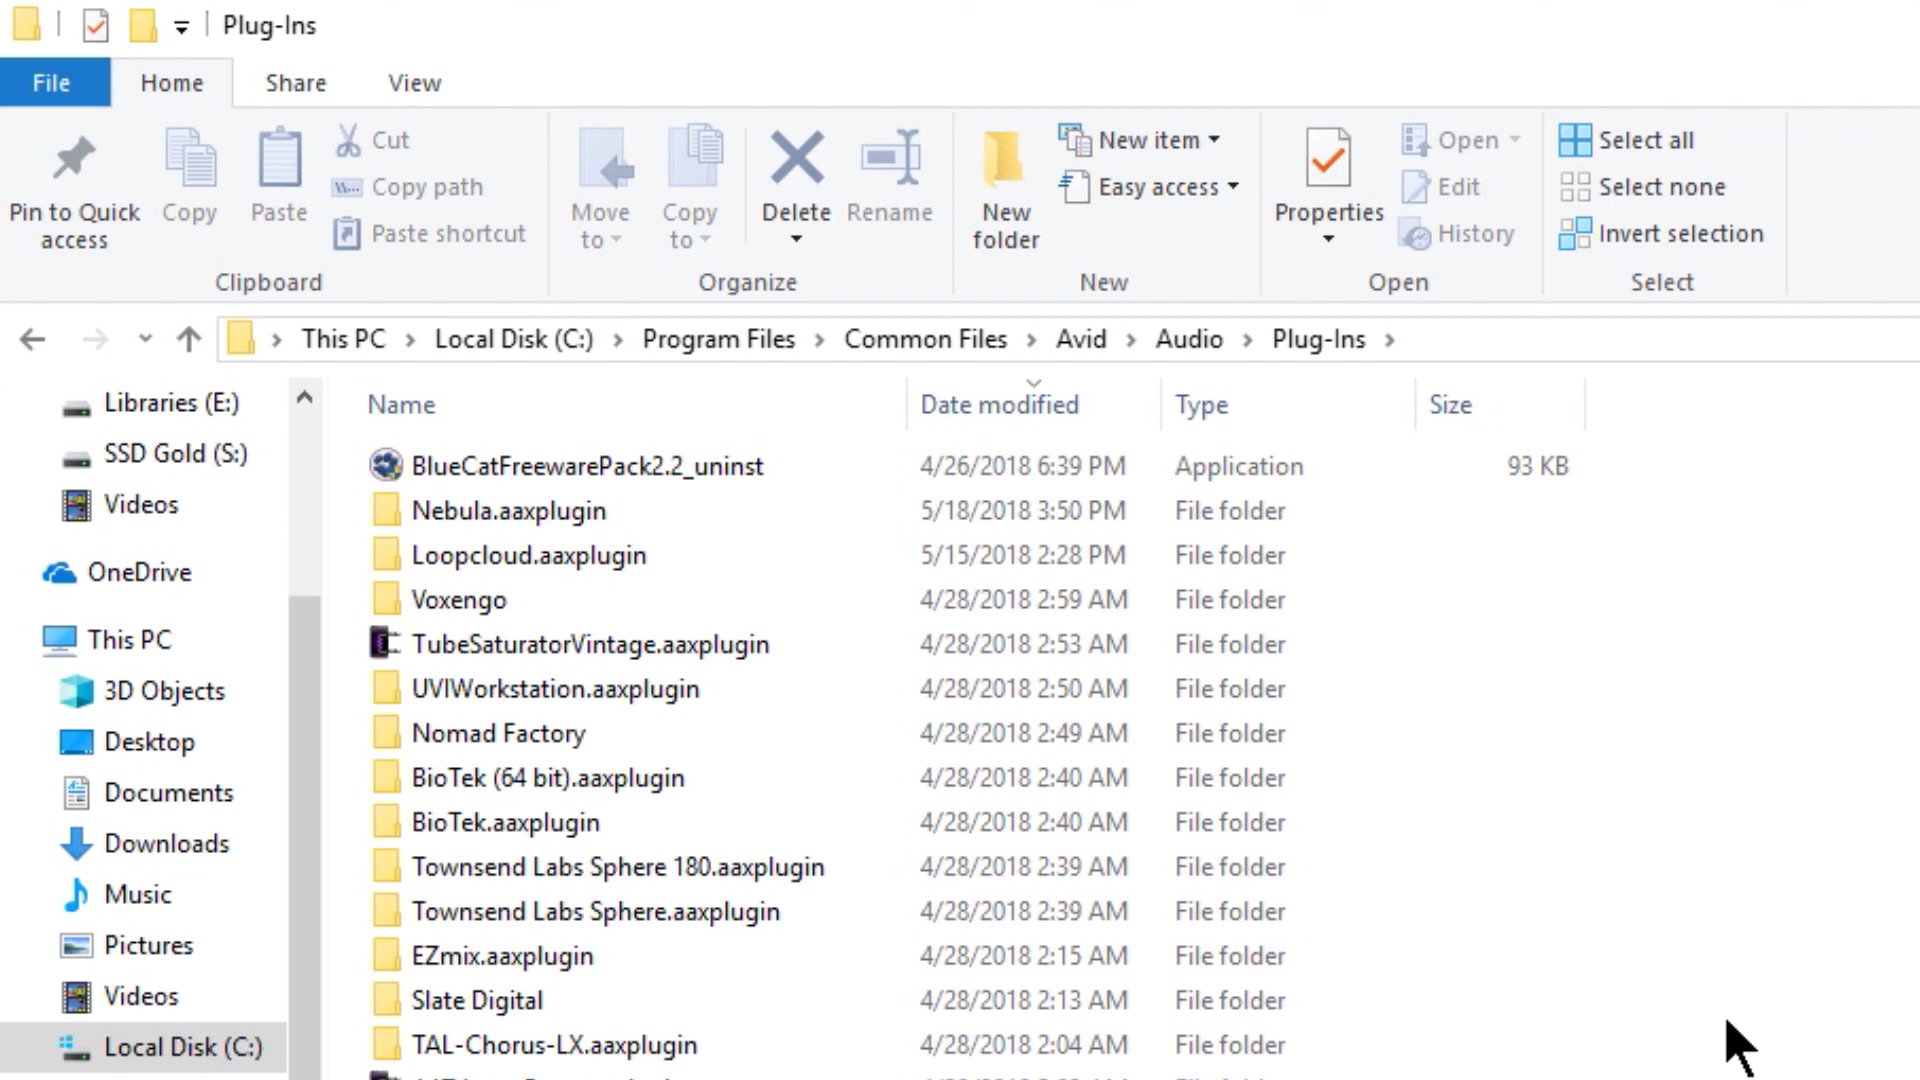 Plug-Ins
File Home Share View
Pin to Quick access
Copy
Paste
Cut
Copy path
Paste shortcut
Clipboard
Move to
Copy to
Delete
Rename
Organize
New folder
New item
Easy access
New
Properties
Open
Edit
History
Open
Select all
Select none
Invert selection
Select
This PC > Local Disk (C:) > Program Files > Common Files > Avid > Audio > Plug-Ins >
Libraries (E:)
SSD Gold (S:)
Videos
OneDrive
This PC
3D Objects
Desktop
Documents
Downloads
Music
Pictures
Videos
Local Disk (C:)
Name Date modified Type Size
BlueCatFreewarePack2.2_uninst 4/26/2018 6:39 PM Application 93 KB
Nebula.aaxplugin 5/18/2018 3:50 PM File folder
Loopcloud.aaxplugin 5/15/2018 2:28 PM File folder
Voxengo 4/28/2018 2:59 AM File folder
TubeSaturatorVintage.aaxplugin 4/28/2018 2:53 AM File folder
UVIWorkstation.aaxplugin 4/28/2018 2:50 AM File folder
Nomad Factory 4/28/2018 2:49 AM File folder
BioTek (64 bit).aaxplugin 4/28/2018 2:40 AM File folder
BioTek.aaxplugin 4/28/2018 2:40 AM File folder
Townsend Labs Sphere 180.aaxplugin 4/28/2018 2:39 AM File folder
Townsend Labs Sphere.aaxplugin 4/28/2018 2:39 AM File folder
EZmix.aaxplugin 4/28/2018 2:15 AM File folder
Slate Digital 4/28/2018 2:13 AM File folder
TAL-Chorus-LX.aaxplugin 4/28/2018 2:04 AM File folder